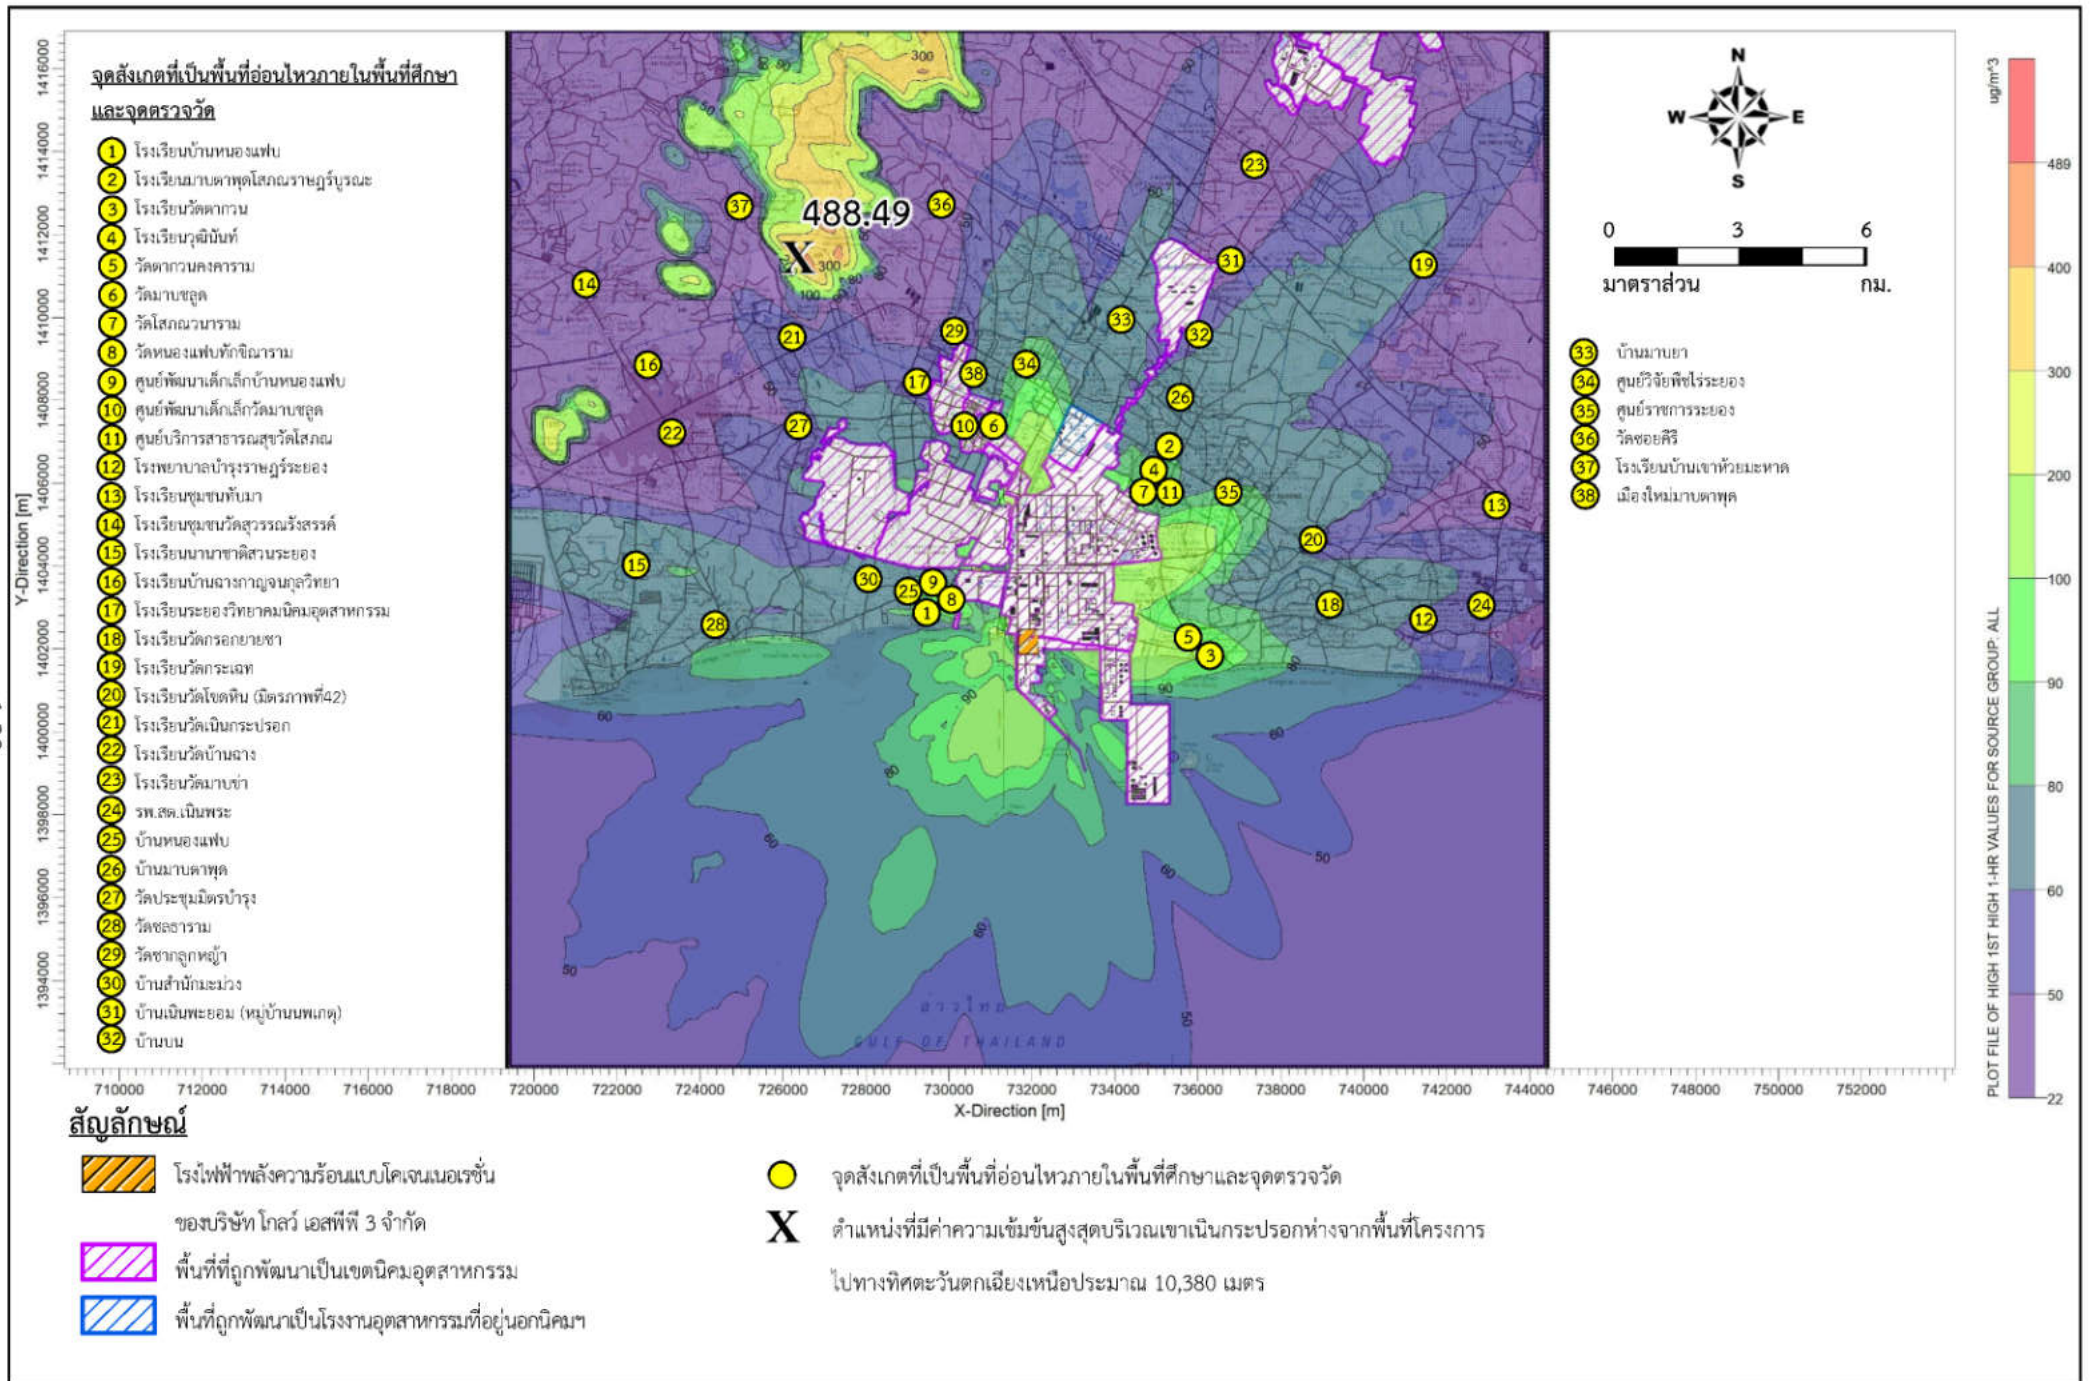 จุดสังเกตที่เป็นพื้นที่อ่อนไหวภายในพื้นที่ศึกษา
และจุดตรวจวัด
1 โรงเรียนบ้านหนองแฟบ
2 โรงเรียนมาบตาพุดโสภณราษฎร์บูรณะ
3 โรงเรียนวัดตากวน
4 โรงเรียนวุฒินันท์
5 วัดตากวนคงคาราม
6 วัดมาบชลูด
7 วัดโสภณวนาราม
8 วัดหนองแฟบทักขิณาราม
9 ศูนย์พัฒนาเด็กเล็กบ้านหนองแฟบ
10 ศูนย์พัฒนาเด็กเล็กวัดมาบชลูด
11 ศูนย์บริการสาธารณสุขวัดโสภณ
12 โรงพยาบาลบำรุงราษฎร์ระยอง
13 โรงเรียนชุมชนทับมา
14 โรงเรียนชุมชนวัดสุวรรณรังสรรค์
15 โรงเรียนนานาชาติสวนระยอง
16 โรงเรียนบ้านฉางกาญจนกุลวิทยา
17 โรงเรียนระยองวิทยาคมนิคมอุตสาหกรรม
18 โรงเรียนวัดกรอกยายชา
19 โรงเรียนวัดกระเฉท
20 โรงเรียนวัดโขดหิน (มิตรภาพที่42)
21 โรงเรียนวัดเนินกระปรอก
22 โรงเรียนวัดบ้านฉาง
23 โรงเรียนวัดมาบข่า
24 รพ.สต.เนินพระ
25 บ้านหนองแฟบ
26 บ้านมาบตาพุด
27 วัดประชุมมิตรบำรุง
28 วัดชลธาราม
29 วัดชากลูกหญ้า
30 บ้านสำนักมะม่วง
31 บ้านเนินพะยอม (หมู่บ้านนพเกตุ)
32 บ้านบน
488.49
X
อ่าวไทย
GULF OF THAILAND
N
W E
S
0 3 6
มาตราส่วน กม.
33 บ้านมาบยา
34 ศูนย์วิจัยพืชไร่ระยอง
35 ศูนย์ราชการระยอง
36 วัดซอยคีรี
37 โรงเรียนบ้านเขาห้วยมะหาด
38 เมืองใหม่มาบตาพุด
ug/m^3
489
400
300
200
100
90
80
60
50
22
PLOT FILE OF HIGH 1ST HIGH 1-HR VALUES FOR SOURCE GROUP: ALL
Y-Direction [m]
1416000
1414000
1412000
1410000
1408000
1406000
1404000
1402000
1400000
1398000
1396000
1394000
710000 712000 714000 716000 718000 720000 722000 724000 726000 728000 730000 732000 734000 736000 738000 740000 742000 744000 746000 748000 750000 752000
X-Direction [m]
สัญลักษณ์
โรงไฟฟ้าพลังความร้อนแบบโคเจนเนอเรชั่น
ของบริษัท โกลว์ เอสพีพี 3 จำกัด
พื้นที่ที่ถูกพัฒนาเป็นเขตนิคมอุตสาหกรรม
พื้นที่ถูกพัฒนาเป็นโรงงานอุตสาหกรรมที่อยู่นอกนิคมฯ
จุดสังเกตที่เป็นพื้นที่อ่อนไหวภายในพื้นที่ศึกษาและจุดตรวจวัด
X ตำแหน่งที่มีค่าความเข้มข้นสูงสุดบริเวณเขาเนินกระปรอกห่างจากพื้นที่โครงการ
ไปทางทิศตะวันตกเฉียงเหนือประมาณ 10,380 เมตร